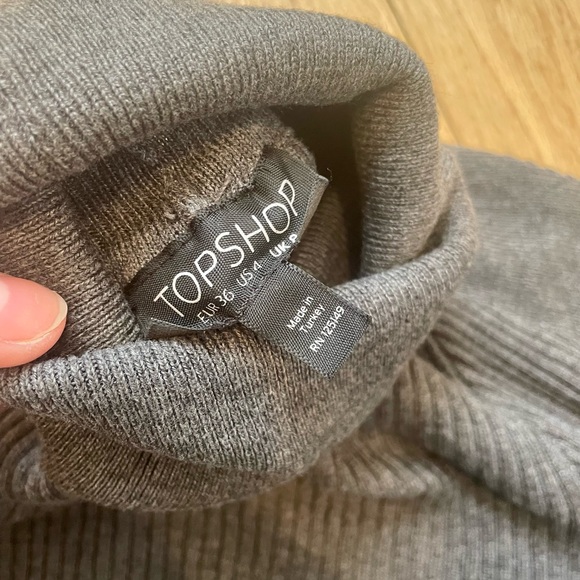 TOPSHOP
EUR 36 US 4 UK 8
Made in
Turkey
RN 125149